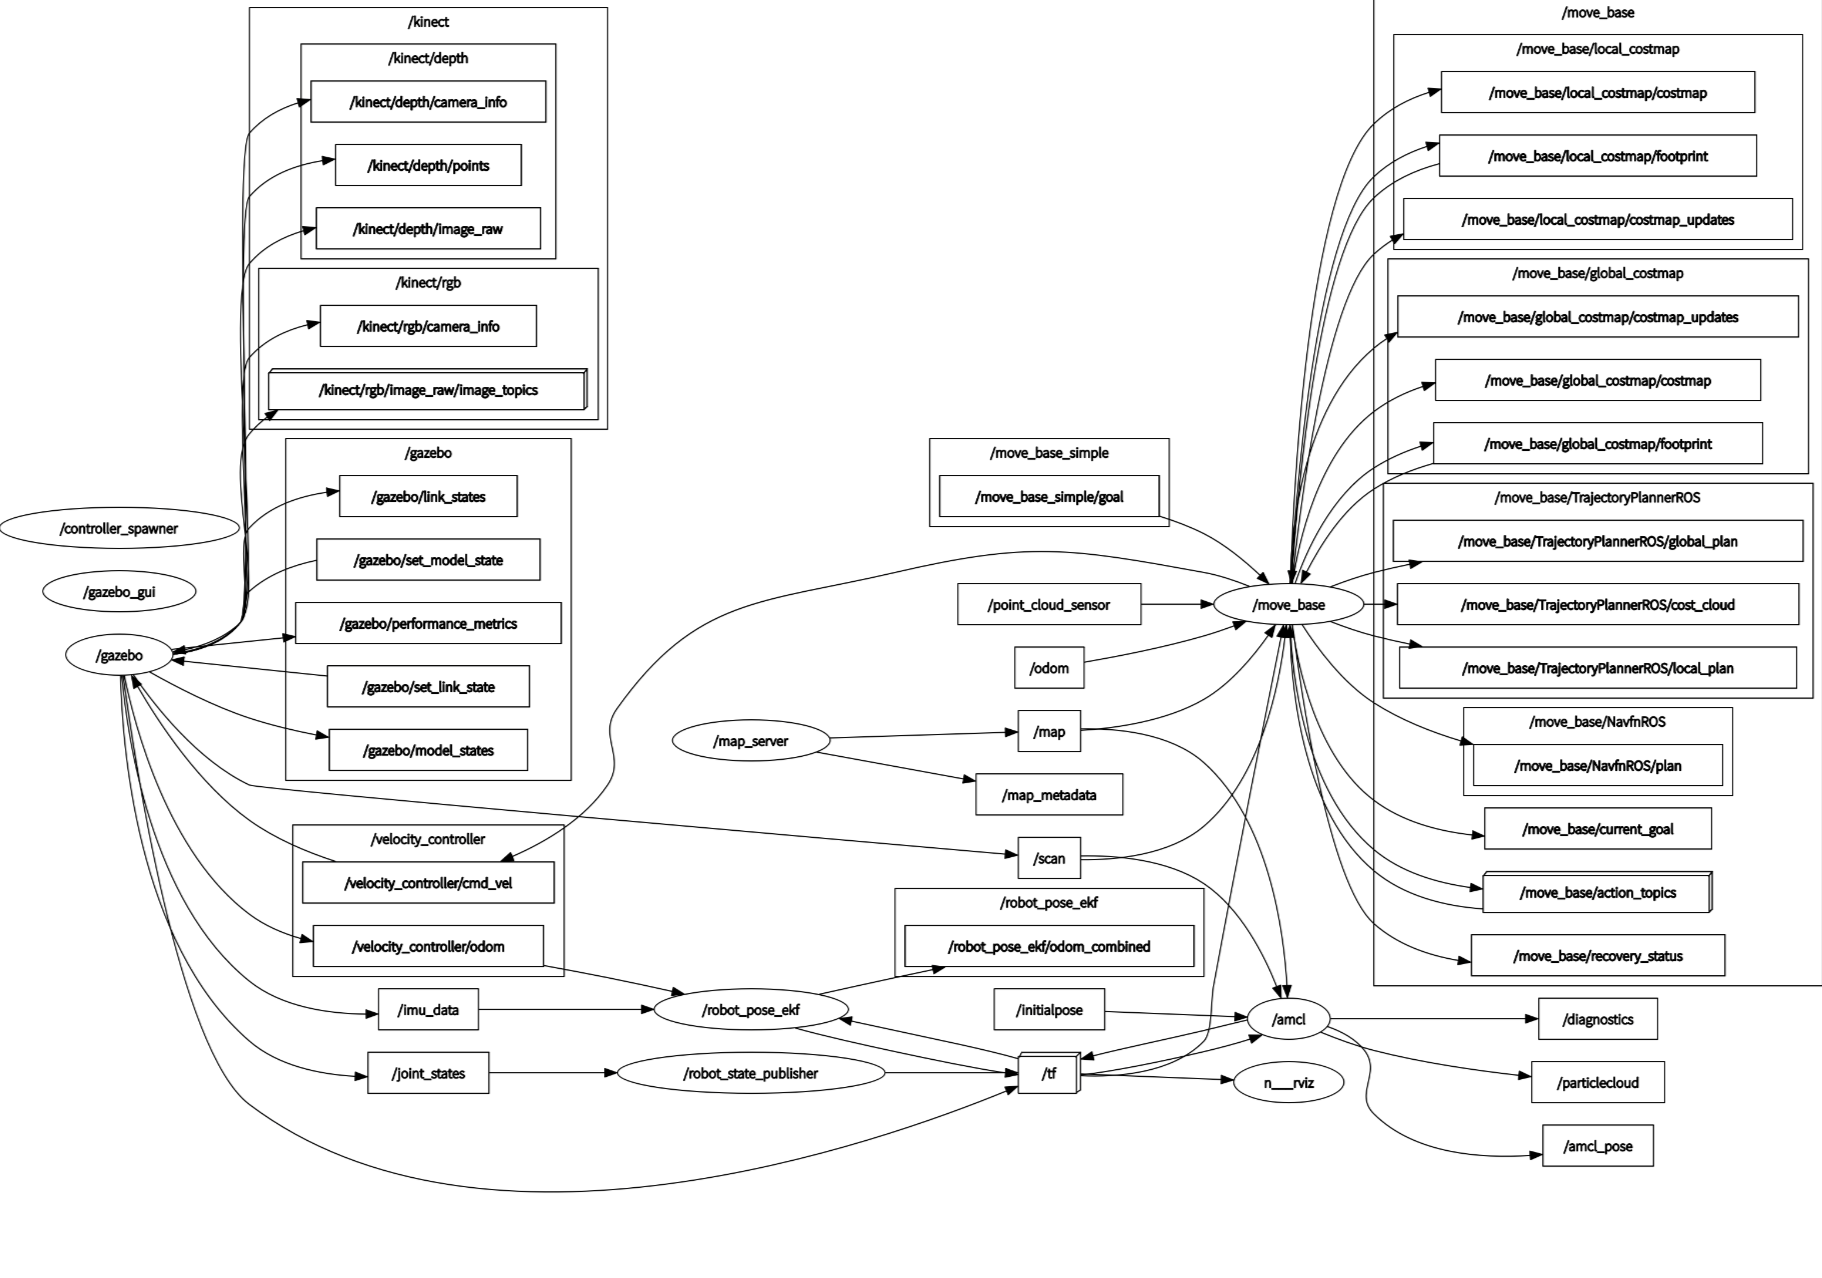 /kinect
/kinect/depth
/kinect/depth/camera_info
/kinect/depth/points
/kinect/depth/image_raw
/kinect/rgb
/kinect/rgb/camera_info
/kinect/rgb/image_raw/image_topics
/gazebo
/gazebo/link_states
/gazebo/set_model_state
/gazebo/performance_metrics
/gazebo/set_link_state
/gazebo/model_states
/controller_spawner
/gazebo_gui
/gazebo
/velocity_controller
/velocity_controller/cmd_vel
/velocity_controller/odom
/imu_data
/joint_states
/map_server
/robot_pose_ekf
/robot_state_publisher
/move_base_simple
/move_base_simple/goal
/point_cloud_sensor
/odom
/map
/map_metadata
/scan
/robot_pose_ekf
/robot_pose_ekf/odom_combined
/initialpose
/tf
/move_base
/amcl
n___rviz
/move_base
/move_base/local_costmap
/move_base/local_costmap/costmap
/move_base/local_costmap/footprint
/move_base/local_costmap/costmap_updates
/move_base/global_costmap
/move_base/global_costmap/costmap_updates
/move_base/global_costmap/costmap
/move_base/global_costmap/footprint
/move_base/TrajectoryPlannerROS
/move_base/TrajectoryPlannerROS/global_plan
/move_base/TrajectoryPlannerROS/cost_cloud
/move_base/TrajectoryPlannerROS/local_plan
/move_base/NavfnROS
/move_base/NavfnROS/plan
/move_base/current_goal
/move_base/action_topics
/move_base/recovery_status
/diagnostics
/particlecloud
/amcl_pose